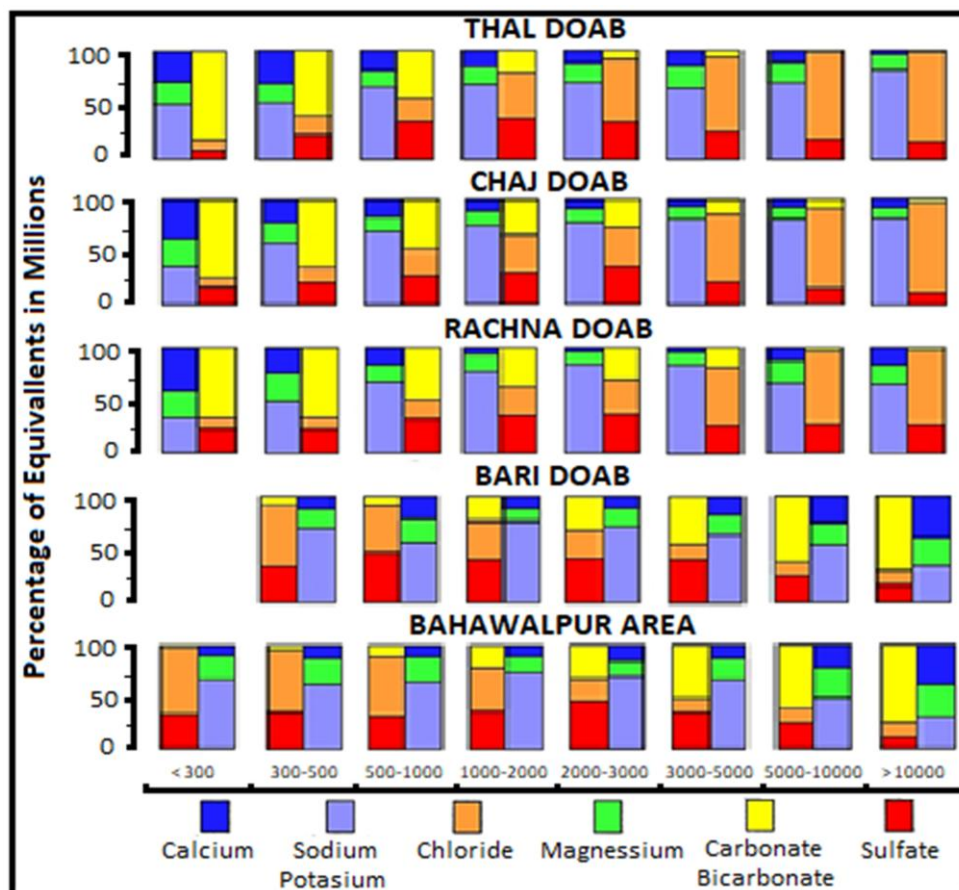 THAL DOAB
100
50
0
CHAJ DOAB
100
50
0
RACHNA DOAB
100
50
0
BARI DOAB
100
50
0
BAHAWALPUR AREA
100
50
0
Percentage of Equivallents in Millions
< 300 300-500 500-1000 1000-2000 2000-3000 3000-5000 5000-10000 >10000
Calcium Sodium Chloride Magnessium Carbonate Sulfate
Potasium Bicarbonate